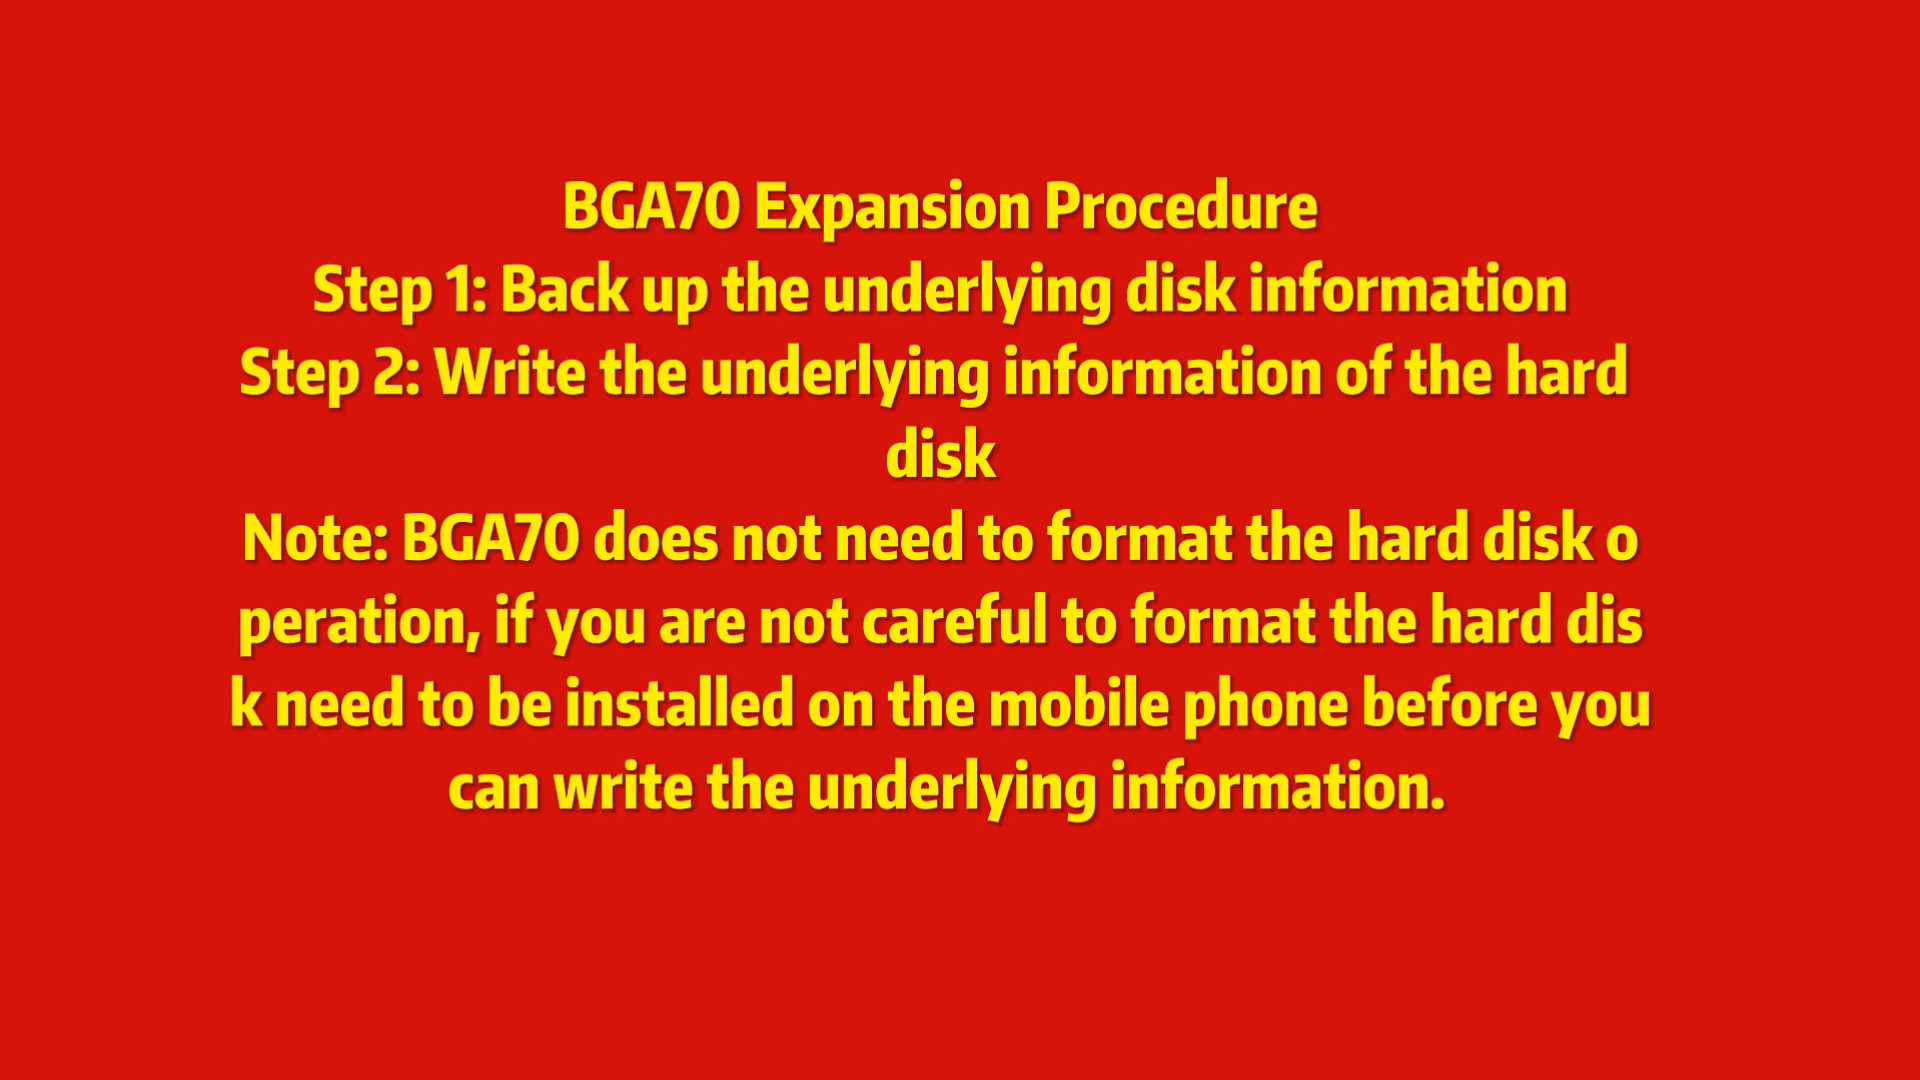 BGA70 Expansion Procedure
Step 1: Back up the underlying disk information
Step 2: Write the underlying information of the hard
disk
Note: BGA70 does not need to format the hard disk o
peration, if you are not careful to format the hard dis
k need to be installed on the mobile phone before you
can write the underlying information.